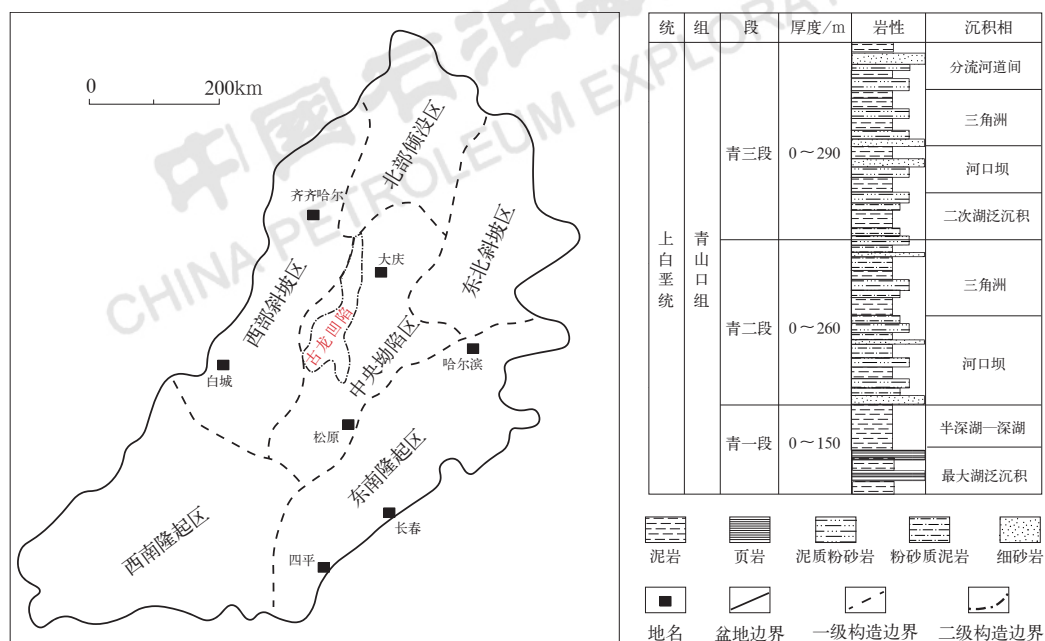 中国石油勘探
CHINA PETROLEUM EXPLORATION
0 200km
北部倾没区
齐齐哈尔
东北斜坡区
大庆
西部斜坡区
古龙凹陷
中央坳陷区
哈尔滨
白城
松原
东南隆起区
长春
西南隆起区
四平
统 组 段 厚度/m 岩性 沉积相
上白垩统
青山口组
青三段 0～290
分流河道间
三角洲
河口坝
二次湖泛沉积
青二段 0～260
三角洲
河口坝
青一段 0～150
半深湖—深湖
最大湖泛沉积
泥岩 页岩 泥质粉砂岩 粉砂质泥岩 细砂岩
地名 盆地边界 一级构造边界 二级构造边界